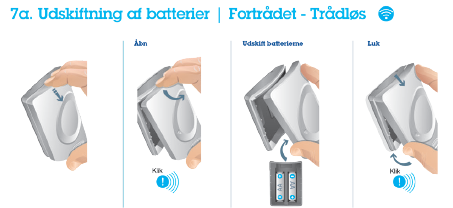 7a. Udskiftning af batterier | Fortrådet - Trådløs
Åbn
Udskift batterierne
Luk
Klik
Klik